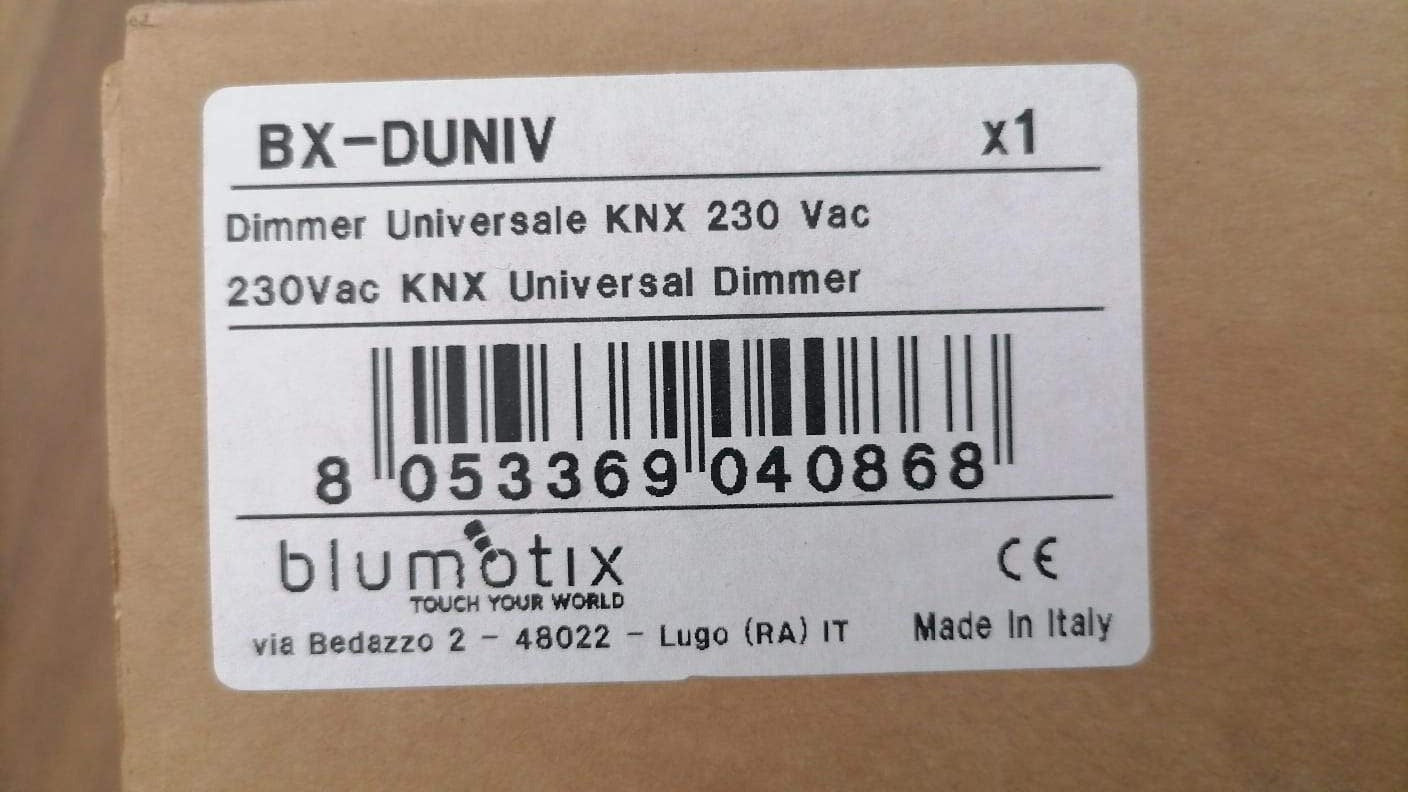 BX-DUNIV x1
Dimmer Universale KNX 230 Vac
230Vac KNX Universal Dimmer
8 053369 040868
blumotix
TOUCH YOUR WORLD
CE
via Bedazzo 2 - 48022 - Lugo (RA) IT
Made In Italy